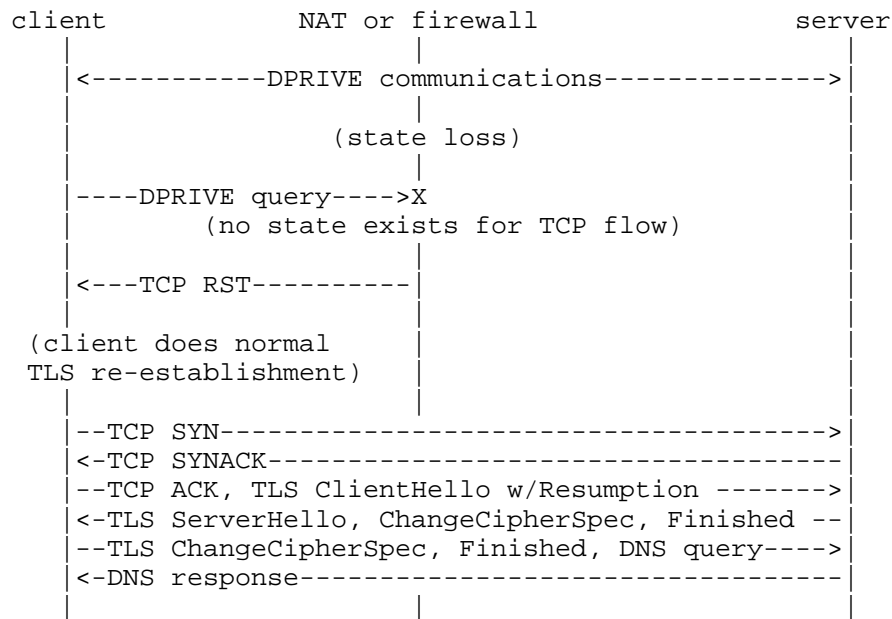 client NAT or firewall server
<-----------DPRIVE communications-------------->
(state loss)
----DPRIVE query---->X
(no state exists for TCP flow)
<---TCP RST----------
(client does normal
TLS re-establishment)
--TCP SYN-------------------------------------->
<-TCP SYNACK------------------------------------
--TCP ACK, TLS ClientHello w/Resumption ------->
<-TLS ServerHello, ChangeCipherSpec, Finished --
--TLS ChangeCipherSpec, Finished, DNS query---->
<-DNS response----------------------------------